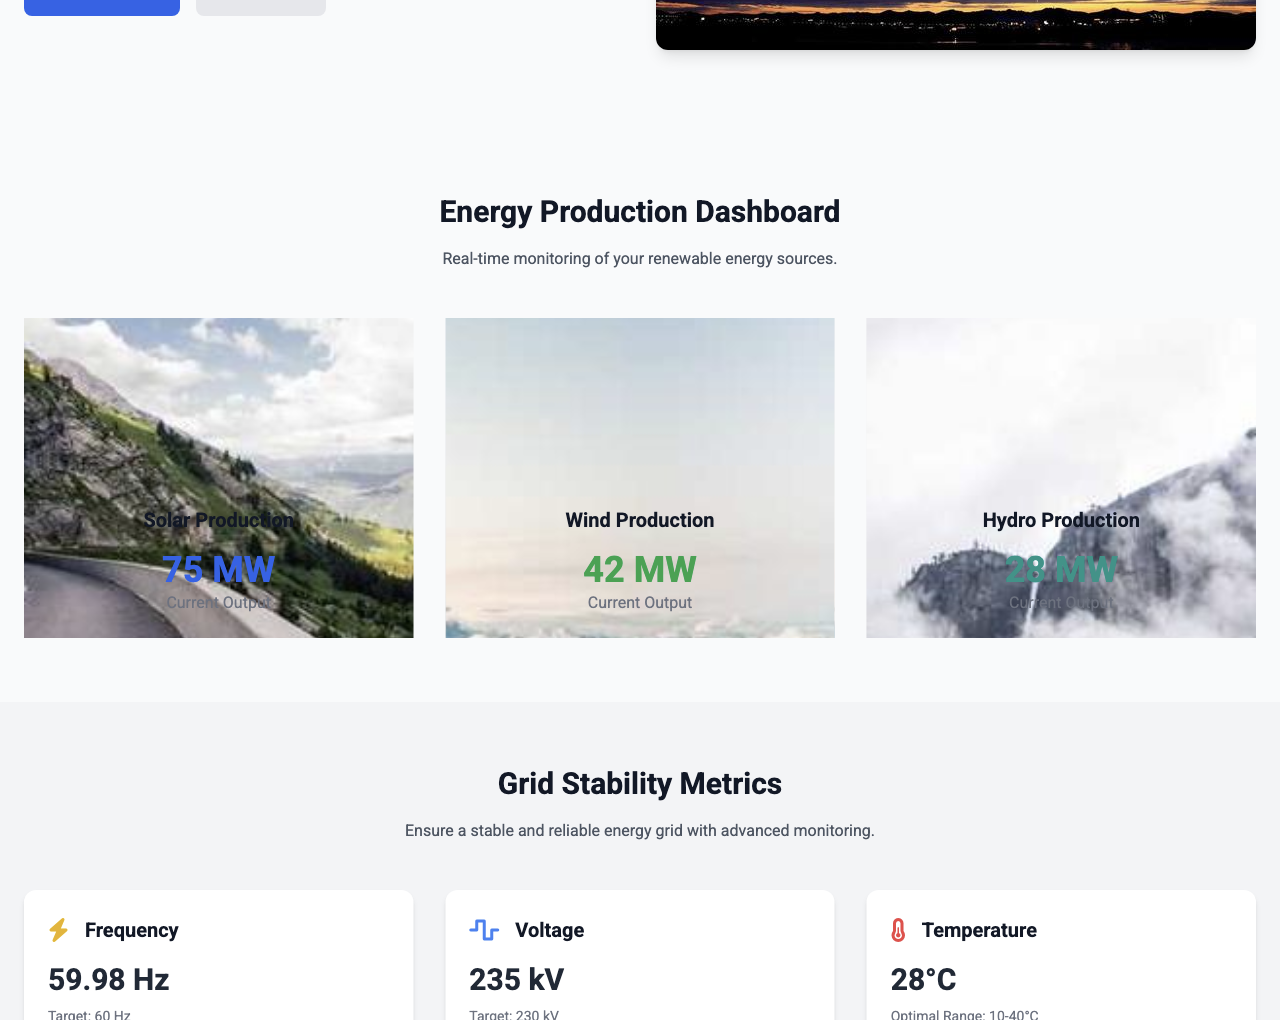 Energy Production Dashboard
Real-time monitoring of your renewable energy sources.
Solar Production
75 MW
Current Output
Wind Production
42 MW
Current Output
Hydro Production
28 MW
Current Output
Grid Stability Metrics
Ensure a stable and reliable energy grid with advanced monitoring.
Frequency
59.98 Hz
Target: 60 Hz
Voltage
235 kV
Target: 230 kV
Temperature
28°C
Optimal Range: 10-40°C